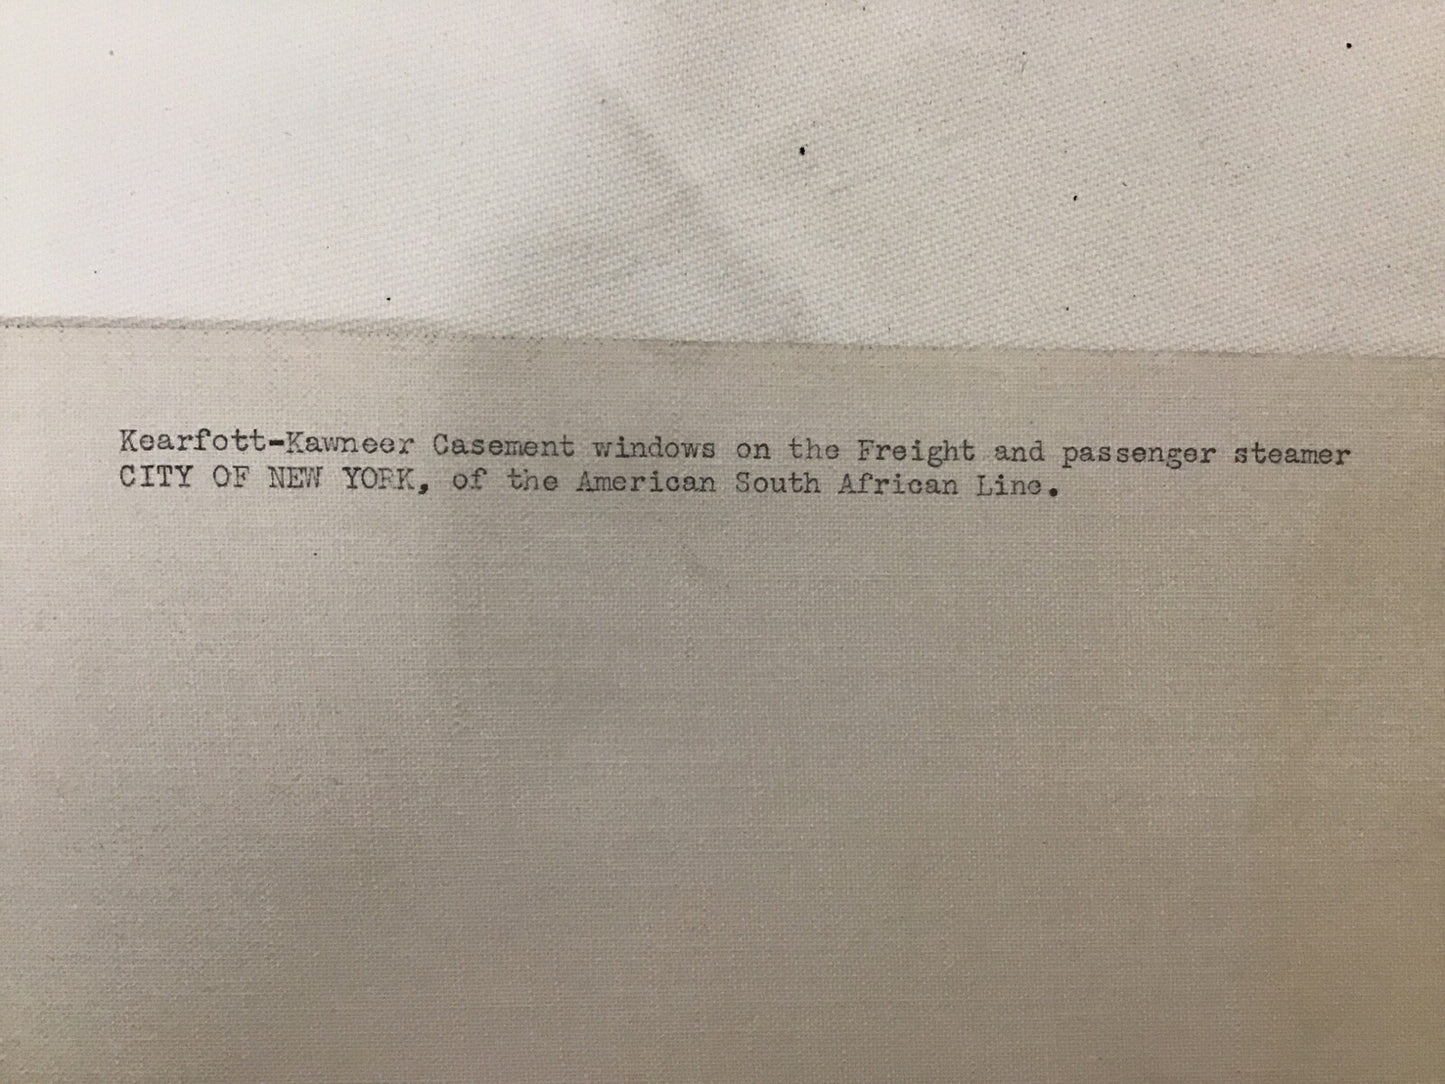 Kearfott-Kawneer Casement windows on the Freight and passenger steamer
CITY OF NEW YORK, of the American South African Line.